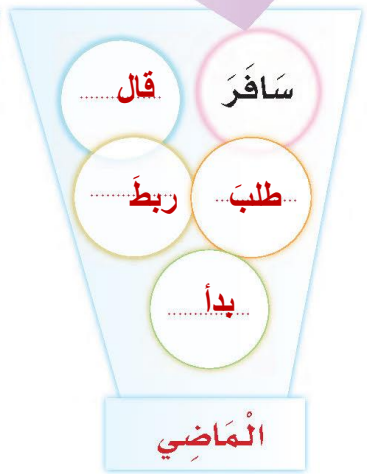 سَافَرَ
قال
طلبَ
ربطَ
بدأ
الْمَاضِي